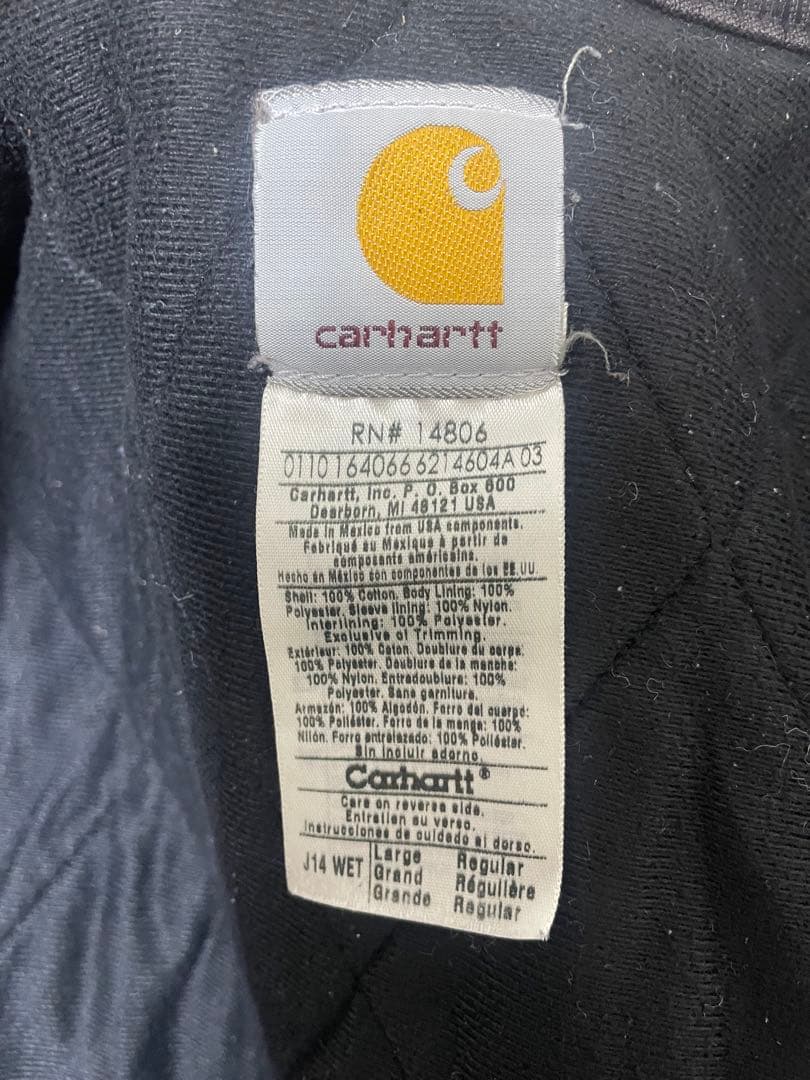 carhartt
RN# 14806
0110164066 6214604A 03
Carhartt, Inc. P. O. Box 600
Dearborn, MI 48121 USA
Made in Mexico from USA components.
Fabriqué au Mexique à partir de
composants américains.
Hecho en México con componentes de los EE.UU.
Shell: 100% Cotton. Body Lining: 100%
Polyester. Sleeve lining: 100% Nylon.
Interlining: 100% Polyester.
Exclusive of Trimming.
Extérieur: 100% Coton. Doublure du corps:
100% Polyester. Doublure de la manche:
100% Nylon. Entradoublure: 100%
Polyester. Sans garniture.
Armazón: 100% Algodón. Forro del cuerpo:
100% Poliéster. Forro de la manga: 100%
Nilón. Forro entrelazado: 100% Poliéster.
Sin incluir adorno.
Carhartt®
Care on reverse side.
Entretien au verso.
Instrucciones de cuidado al dorso.
J14 WET
Large Regular
Grand Régulière
Grande Regular